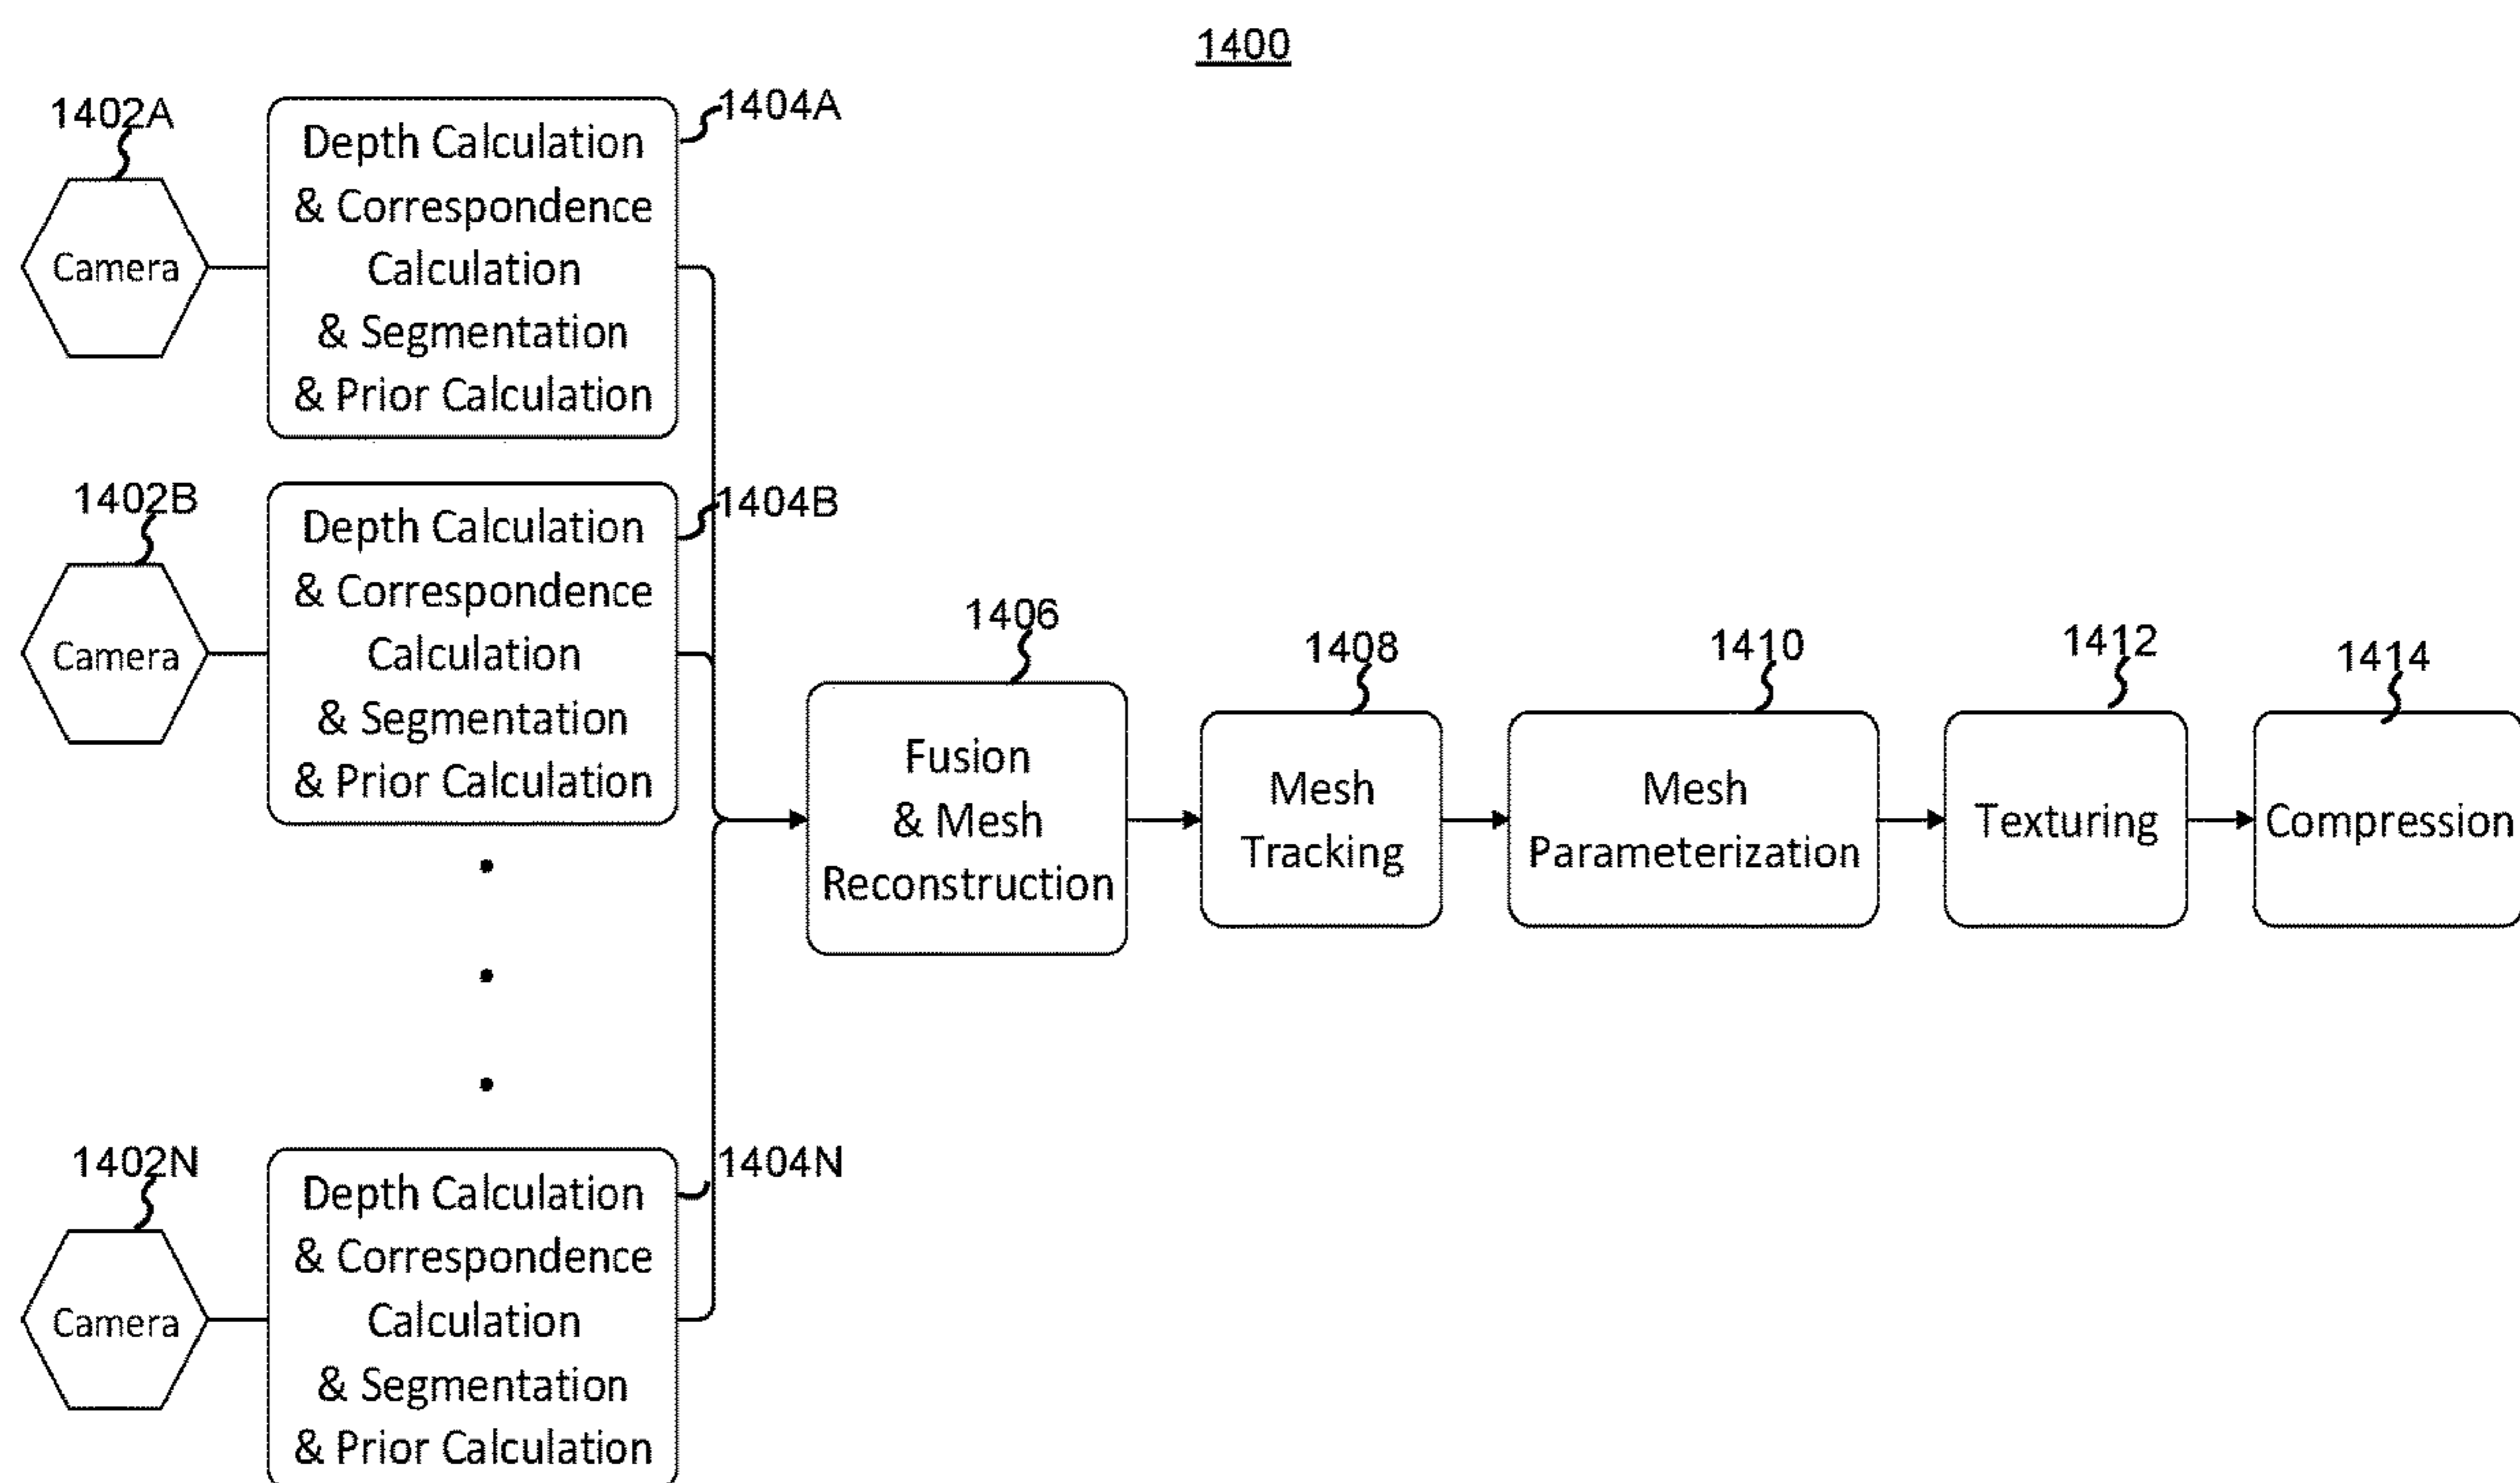 1400
1402A
1404A
Camera
Depth Calculation
& Correspondence
Calculation
& Segmentation
& Prior Calculation
1402B
1404B
Camera
Depth Calculation
& Correspondence
Calculation
& Segmentation
& Prior Calculation
1402N
1404N
Camera
Depth Calculation
& Correspondence
Calculation
& Segmentation
& Prior Calculation
1406
Fusion
& Mesh
Reconstruction
1408
Mesh
Tracking
1410
Mesh
Parameterization
1412
Texturing
1414
Compression